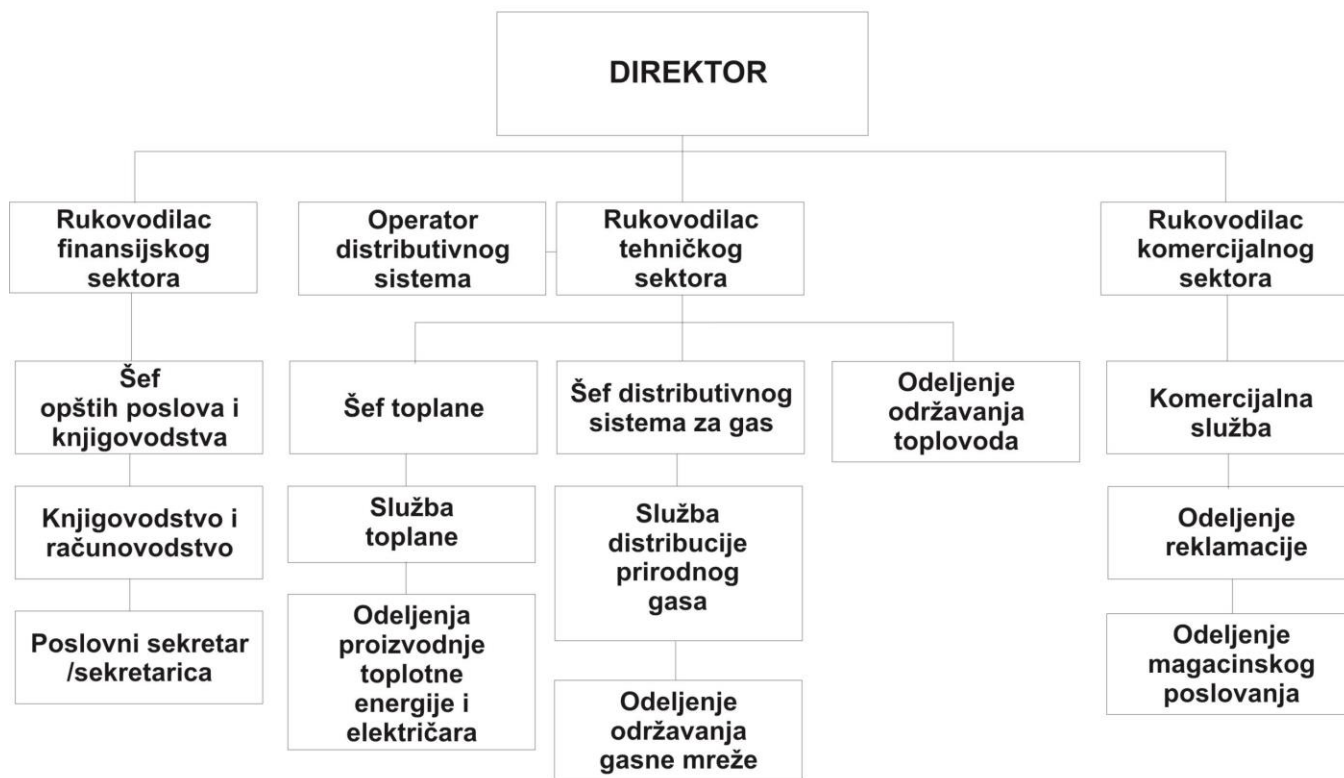 DIREKTOR
Rukovodilac
finansijskog
sektora
Operator
distributivnog
sistema
Rukovodilac
tehničkog
sektora
Rukovodilac
komercijalnog
sektora
Šef
opštih poslova i
knjigovodstva
Šef toplane
Šef distributivnog
sistema za gas
Odeljenje
održavanja
toplovoda
Komercijalna
služba
Knjigovodstvo i
računovodstvo
Služba
toplane
Služba
distribucije
prirodnog
gasa
Odeljenje
reklamacije
Poslovni sekretar
/sekretarica
Odeljenja
proizvodnje
toplotne
energije i
električara
Odeljenje
održavanja
gasne mreže
Odeljenje
magacinskog
poslovanja